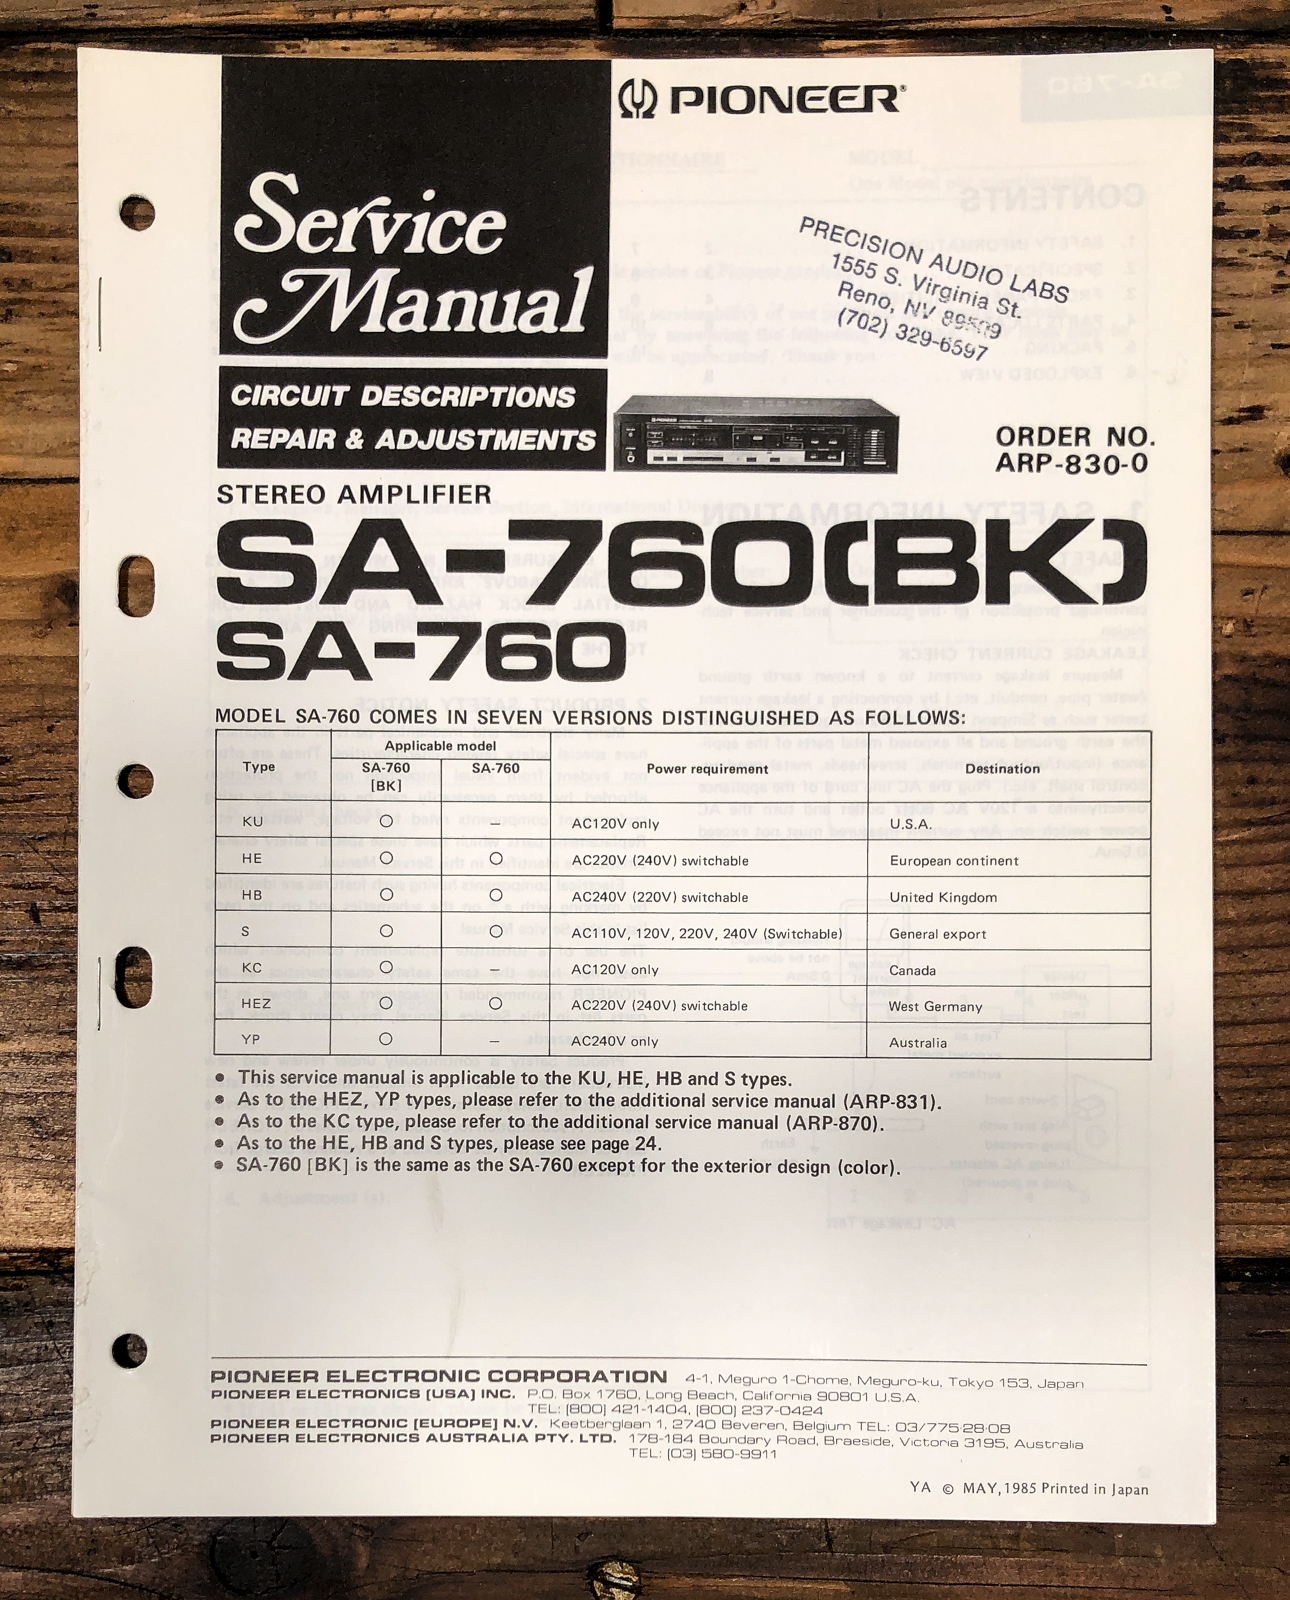 PIONEER®
Service
Manual
PRECISION AUDIO LABS
1555 S. Virginia St.
Reno, NV 89509
(702) 329-6597
CIRCUIT DESCRIPTIONS
REPAIR & ADJUSTMENTS
ORDER NO.
ARP-830-0
STEREO AMPLIFIER
SA-760(BK)
SA-760
MODEL SA-760 COMES IN SEVEN VERSIONS DISTINGUISHED AS FOLLOWS:
Type Applicable model Power requirement Destination
SA-760 [BK] SA-760
KU ○ – AC120V only U.S.A.
HE ○ ○ AC220V (240V) switchable European continent
HB ○ ○ AC240V (220V) switchable United Kingdom
S ○ ○ AC110V, 120V, 220V, 240V (Switchable) General export
KC ○ – AC120V only Canada
HEZ ○ ○ AC220V (240V) switchable West Germany
YP ○ – AC240V only Australia
• This service manual is applicable to the KU, HE, HB and S types.
• As to the HEZ, YP types, please refer to the additional service manual (ARP-831).
• As to the KC type, please refer to the additional service manual (ARP-870).
• As to the HE, HB and S types, please see page 24.
• SA-760 [BK] is the same as the SA-760 except for the exterior design (color).
PIONEER ELECTRONIC CORPORATION 4-1, Meguro 1-Chome, Meguro-ku, Tokyo 153, Japan
PIONEER ELECTRONICS [USA] INC. P.O. Box 1760, Long Beach, California 90801 U.S.A.
TEL: [800] 421-1404, [800] 237-0424
PIONEER ELECTRONIC [EUROPE] N.V. Keetberglaan 1, 2740 Beveren, Belgium TEL: 03/775·28·08
PIONEER ELECTRONICS AUSTRALIA PTY. LTD. 178-184 Boundary Road, Braeside, Victoria 3195, Australia
TEL: [03] 580-9911
YA © MAY, 1985 Printed in Japan